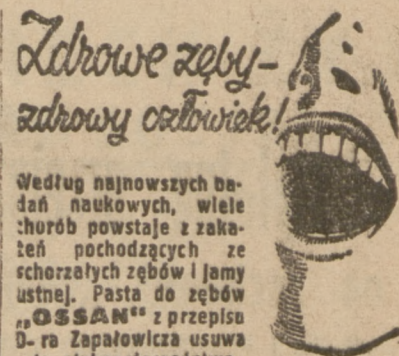 Zdrowe zęby—
zdrowy człowiek!
Według najnowszych ba-
dań naukowych, wiele
chorób powstaje z zaka-
żeń pochodzących ze
schorzałych zębów i jamy
ustnej. Pasta do zębów
„OSSAN” z przepisu
D-ra Zapałowicza usuwa